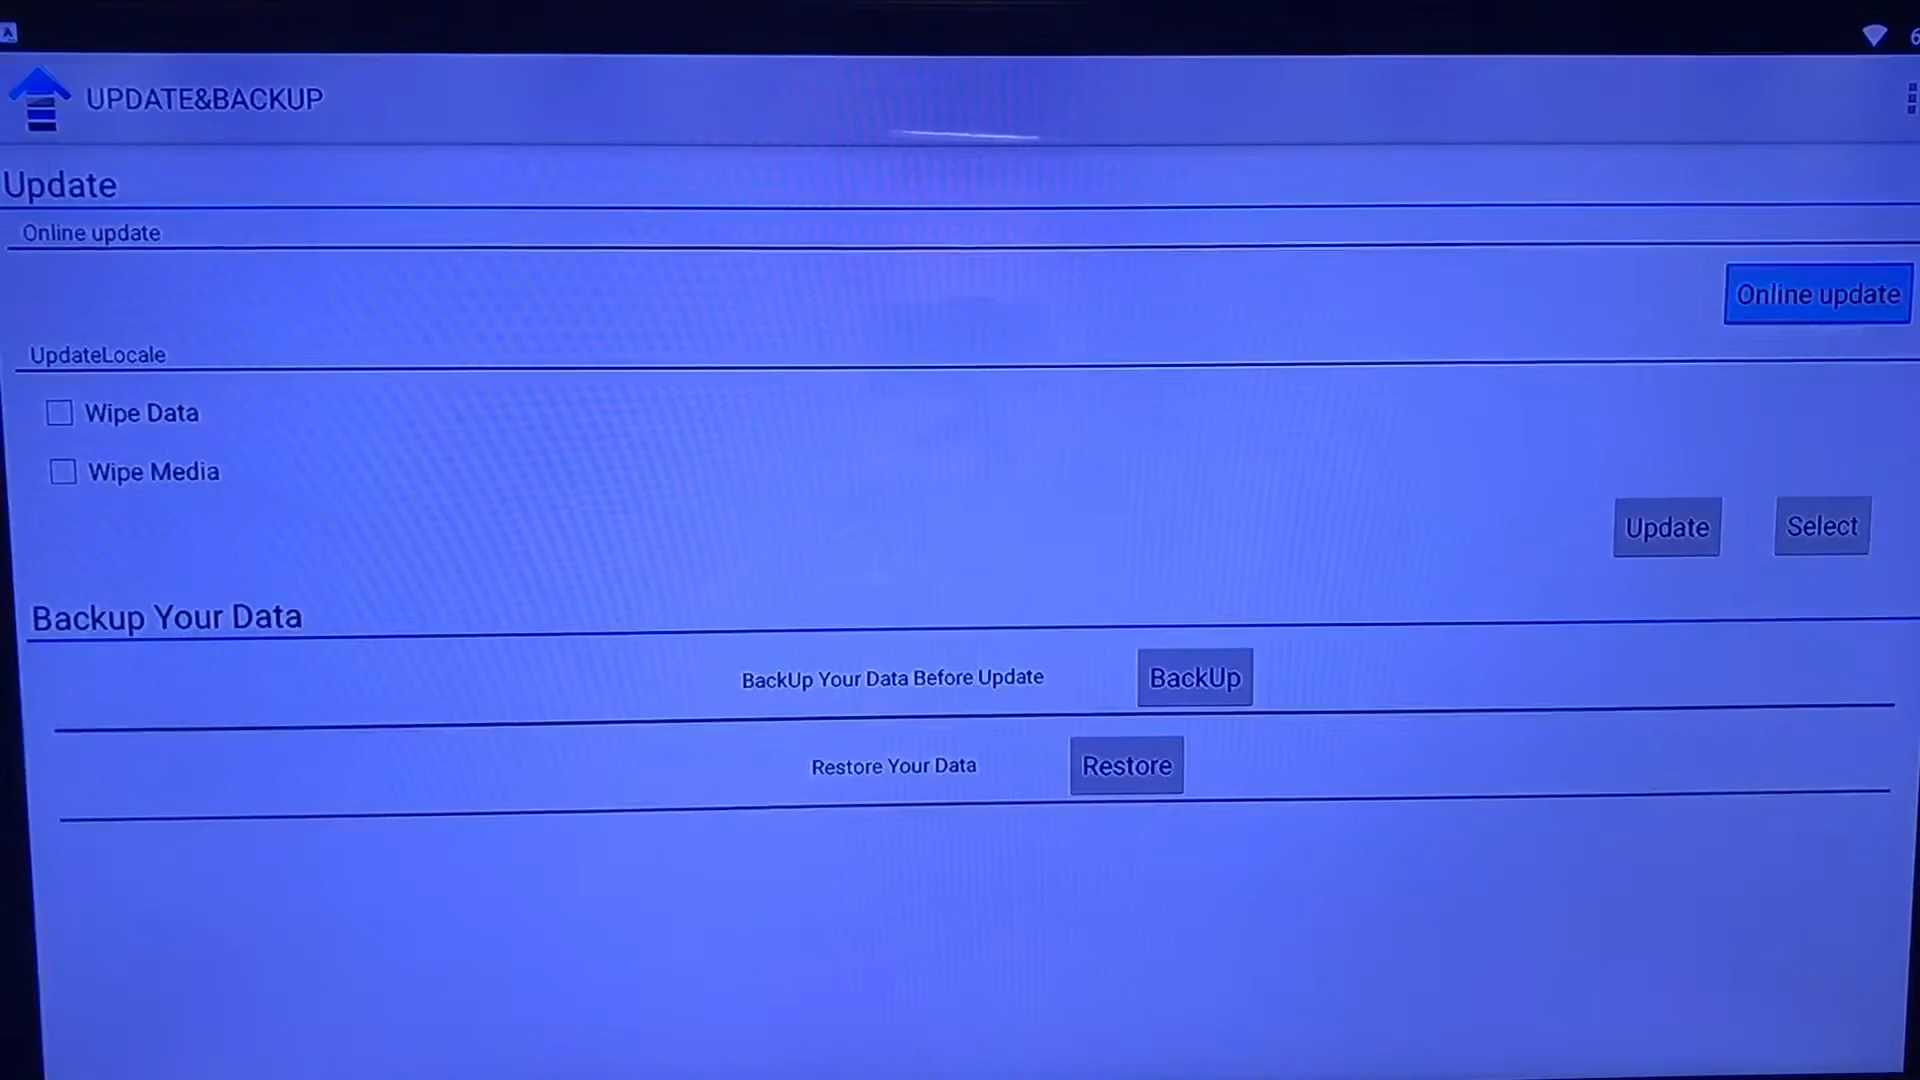 UPDATE&BACKUP
Update
Online update
Online update
UpdateLocale
Wipe Data
Wipe Media
Update Select
Backup Your Data
BackUp Your Data Before Update BackUp
Restore Your Data Restore